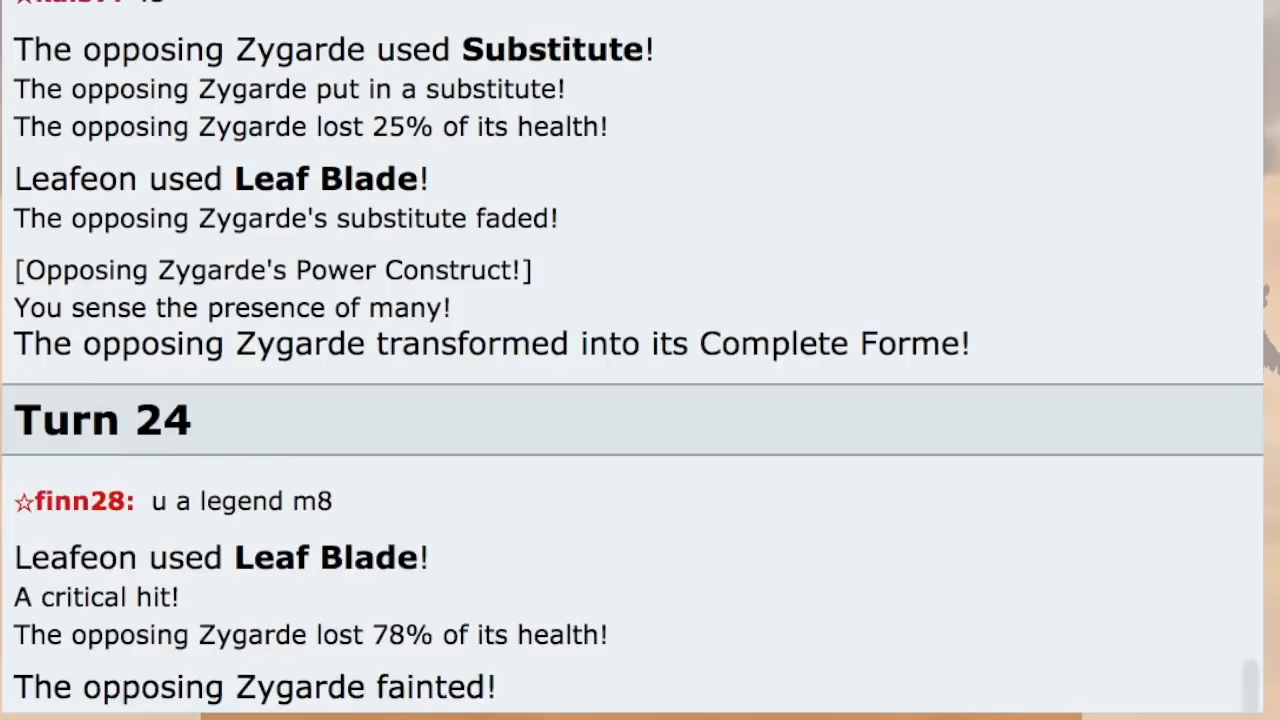 The opposing Zygarde used Substitute!
The opposing Zygarde put in a substitute!
The opposing Zygarde lost 25% of its health!
Leafeon used Leaf Blade!
The opposing Zygarde's substitute faded!
[Opposing Zygarde's Power Construct!]
You sense the presence of many!
The opposing Zygarde transformed into its Complete Forme!
Turn 24
☆finn28: u a legend m8
Leafeon used Leaf Blade!
A critical hit!
The opposing Zygarde lost 78% of its health!
The opposing Zygarde fainted!